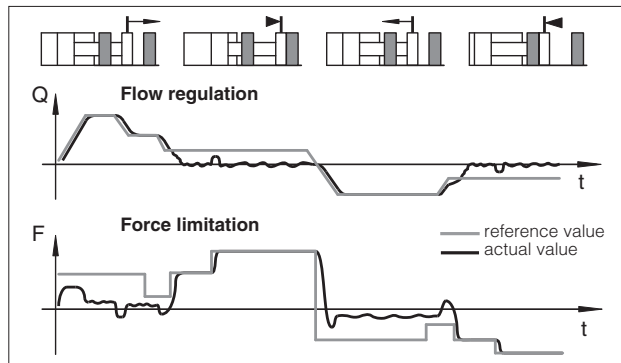 Q
Flow regulation
t
F
Force limitation
reference value
actual value
t